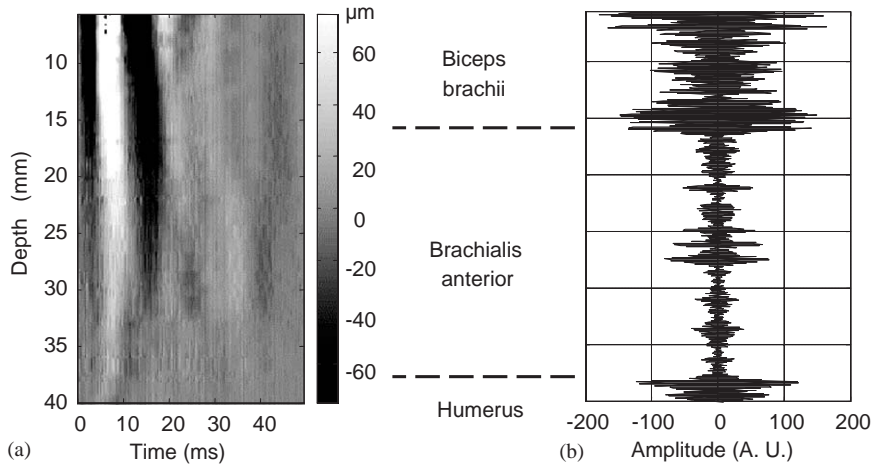 µm
10
15
20
25
30
35
40
Depth (mm)
0 10 20 30 40
Time (ms)
(a)
60
40
20
0
-20
-40
-60
Biceps
brachii
Brachialis
anterior
Humerus
-200 -100 0 100 200
Amplitude (A. U.)
(b)